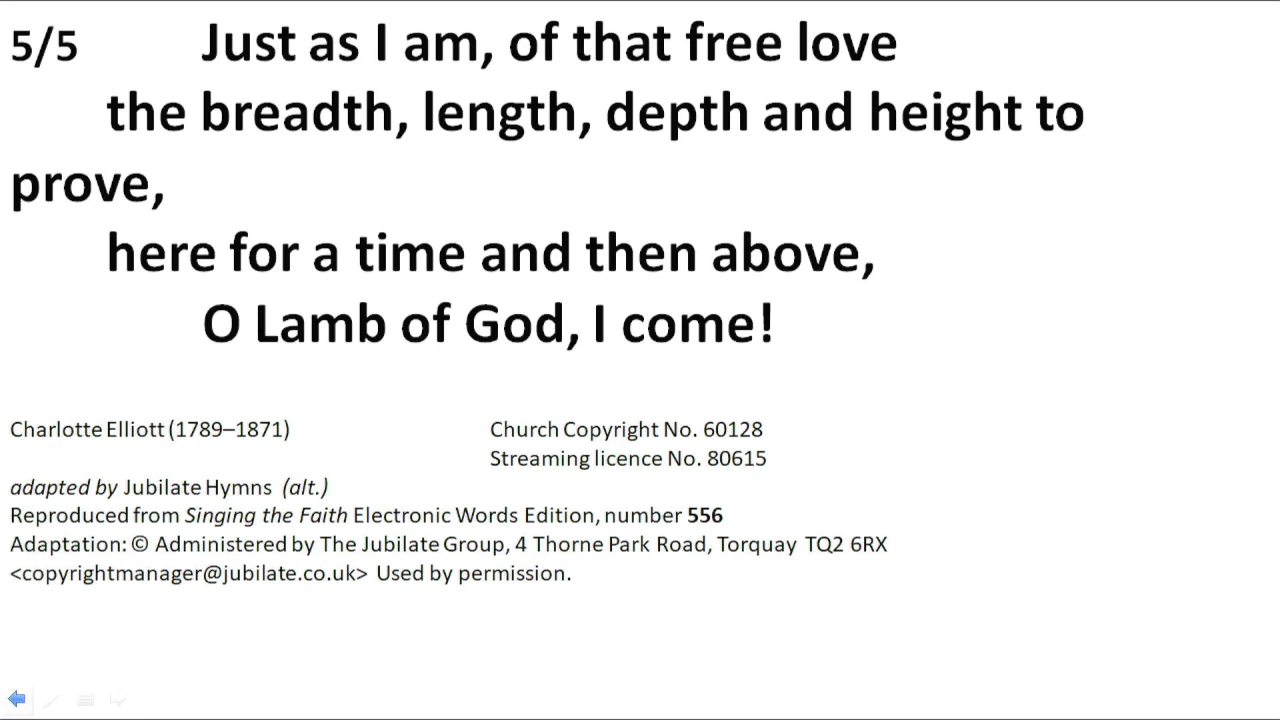 5/5 Just as I am, of that free love
the breadth, length, depth and height to
prove,
here for a time and then above,
O Lamb of God, I come!
Charlotte Elliott (1789–1871) Church Copyright No. 60128
Streaming licence No. 80615
adapted by Jubilate Hymns (alt.)
Reproduced from Singing the Faith Electronic Words Edition, number 556
Adaptation: © Administered by The Jubilate Group, 4 Thorne Park Road, Torquay TQ2 6RX
<copyrightmanager@jubilate.co.uk> Used by permission.